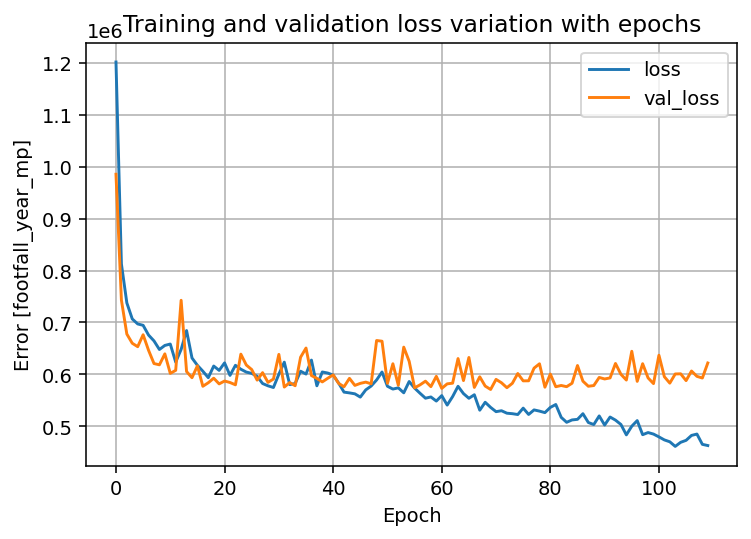 Training and validation loss variation with epochs
1e6
loss
val_loss
1.2
1.1
1.0
0.9
0.8
0.7
0.6
0.5
Error [footfall_year_mp]
0 20 40 60 80 100
Epoch